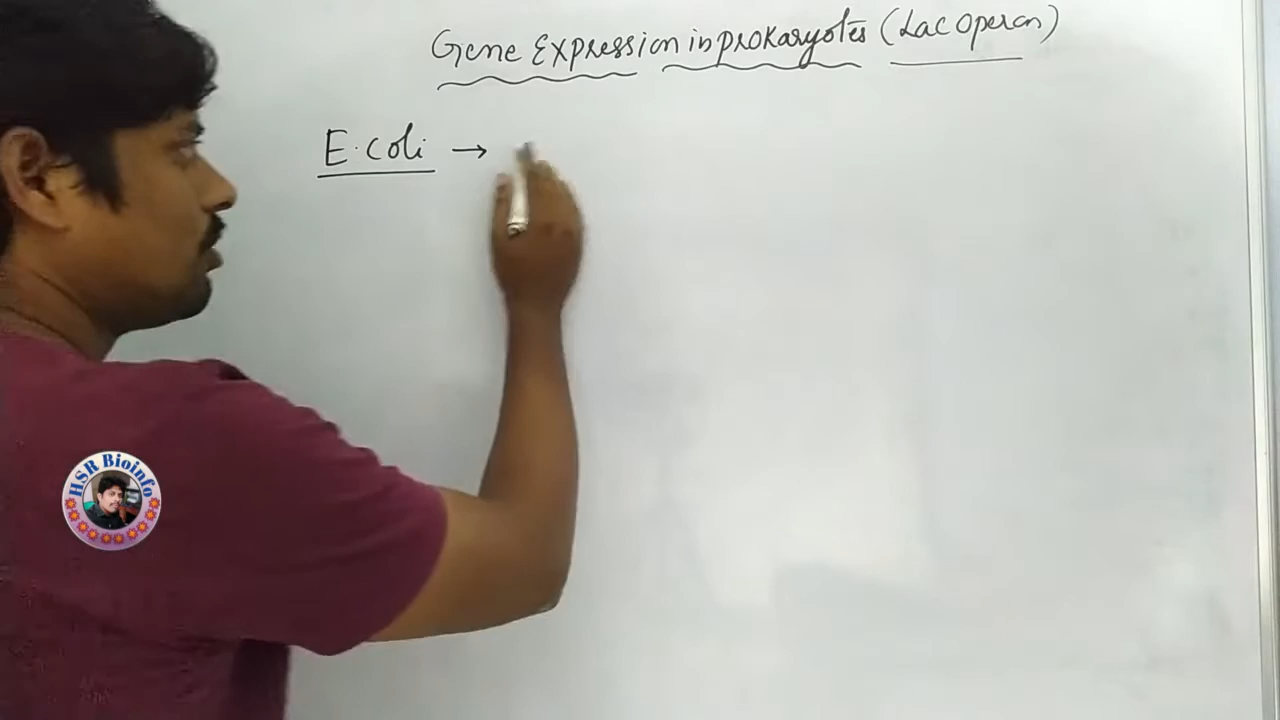 Gene Expression in prokaryotes (Lac operon)
E.coli →
HSR Bioinfo